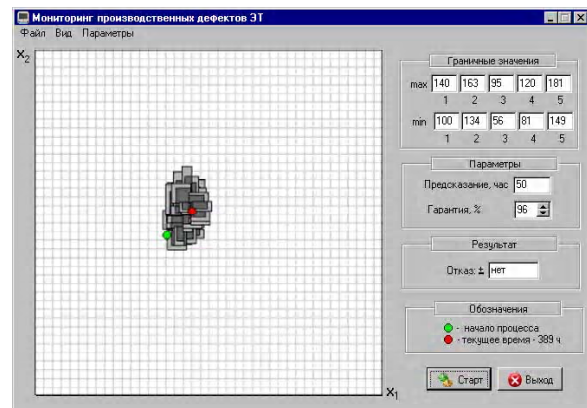 Мониторинг производственных дефектов ЭТ
Файл Вид Параметры
X2
X1
Граничные значения
max 140 163 95 120 181
1 2 3 4 5
min 100 134 56 81 149
1 2 3 4 5
Параметры
Предсказание, час 50
Гарантия, % 96
Результат
Отказ: ± нет
Обозначения
- начало процесса
- текущее время - 389 ч
Старт Выход